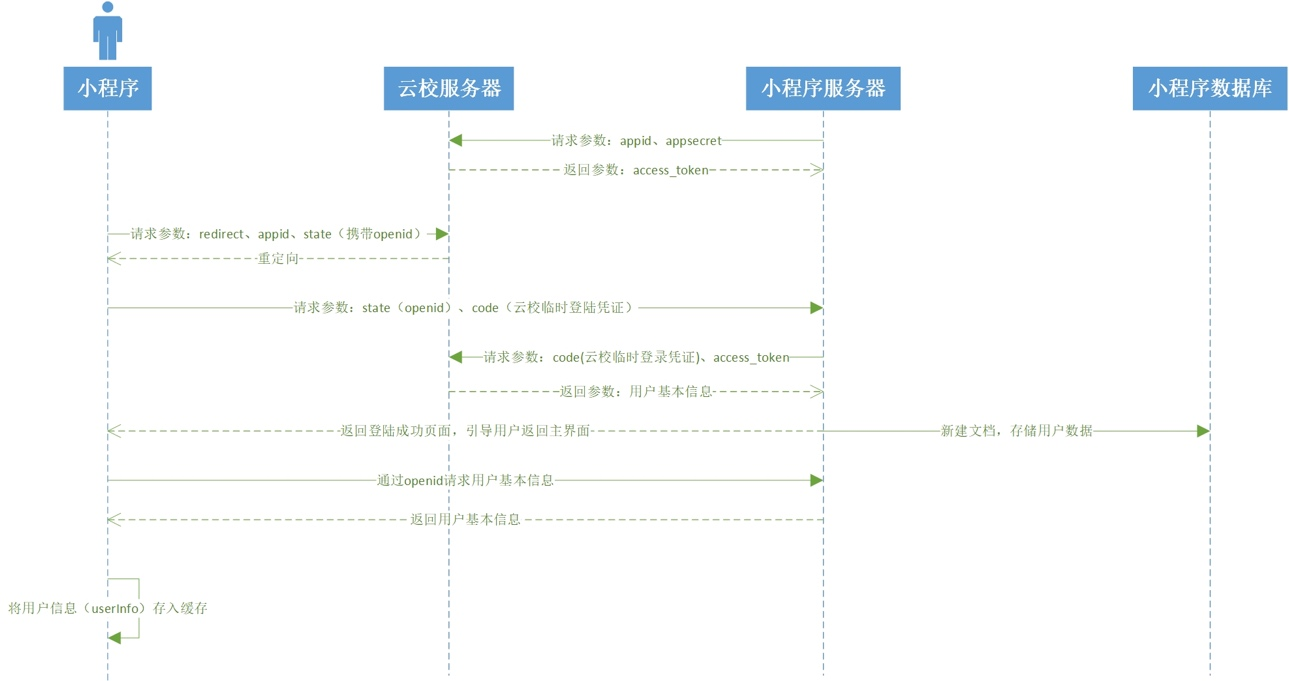 小程序
云校服务器
小程序服务器
小程序数据库
请求参数：appid、appsecret
返回参数：access_token
请求参数：redirect、appid、state（携带openid）
重定向
请求参数：state（openid）、code（云校临时登陆凭证）
请求参数：code(云校临时登录凭证)、access_token
返回参数：用户基本信息
返回登陆成功页面，引导用户返回主界面
新建文档，存储用户数据
通过openid请求用户基本信息
返回用户基本信息
将用户信息（userInfo）存入缓存